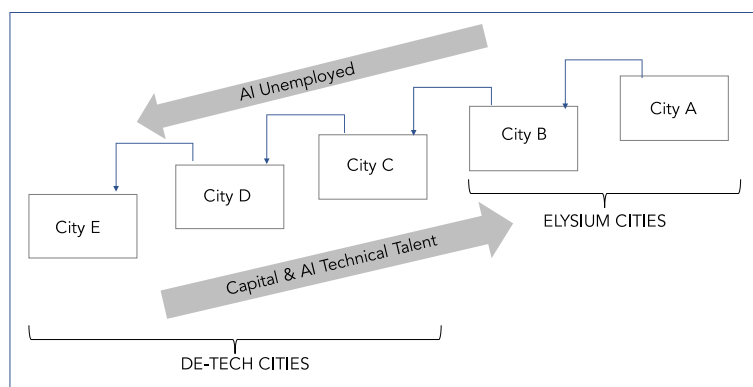 AI Unemployed
City A
City B
City C
City D
City E
ELYSIUM CITIES
Capital & AI Technical Talent
DE-TECH CITIES